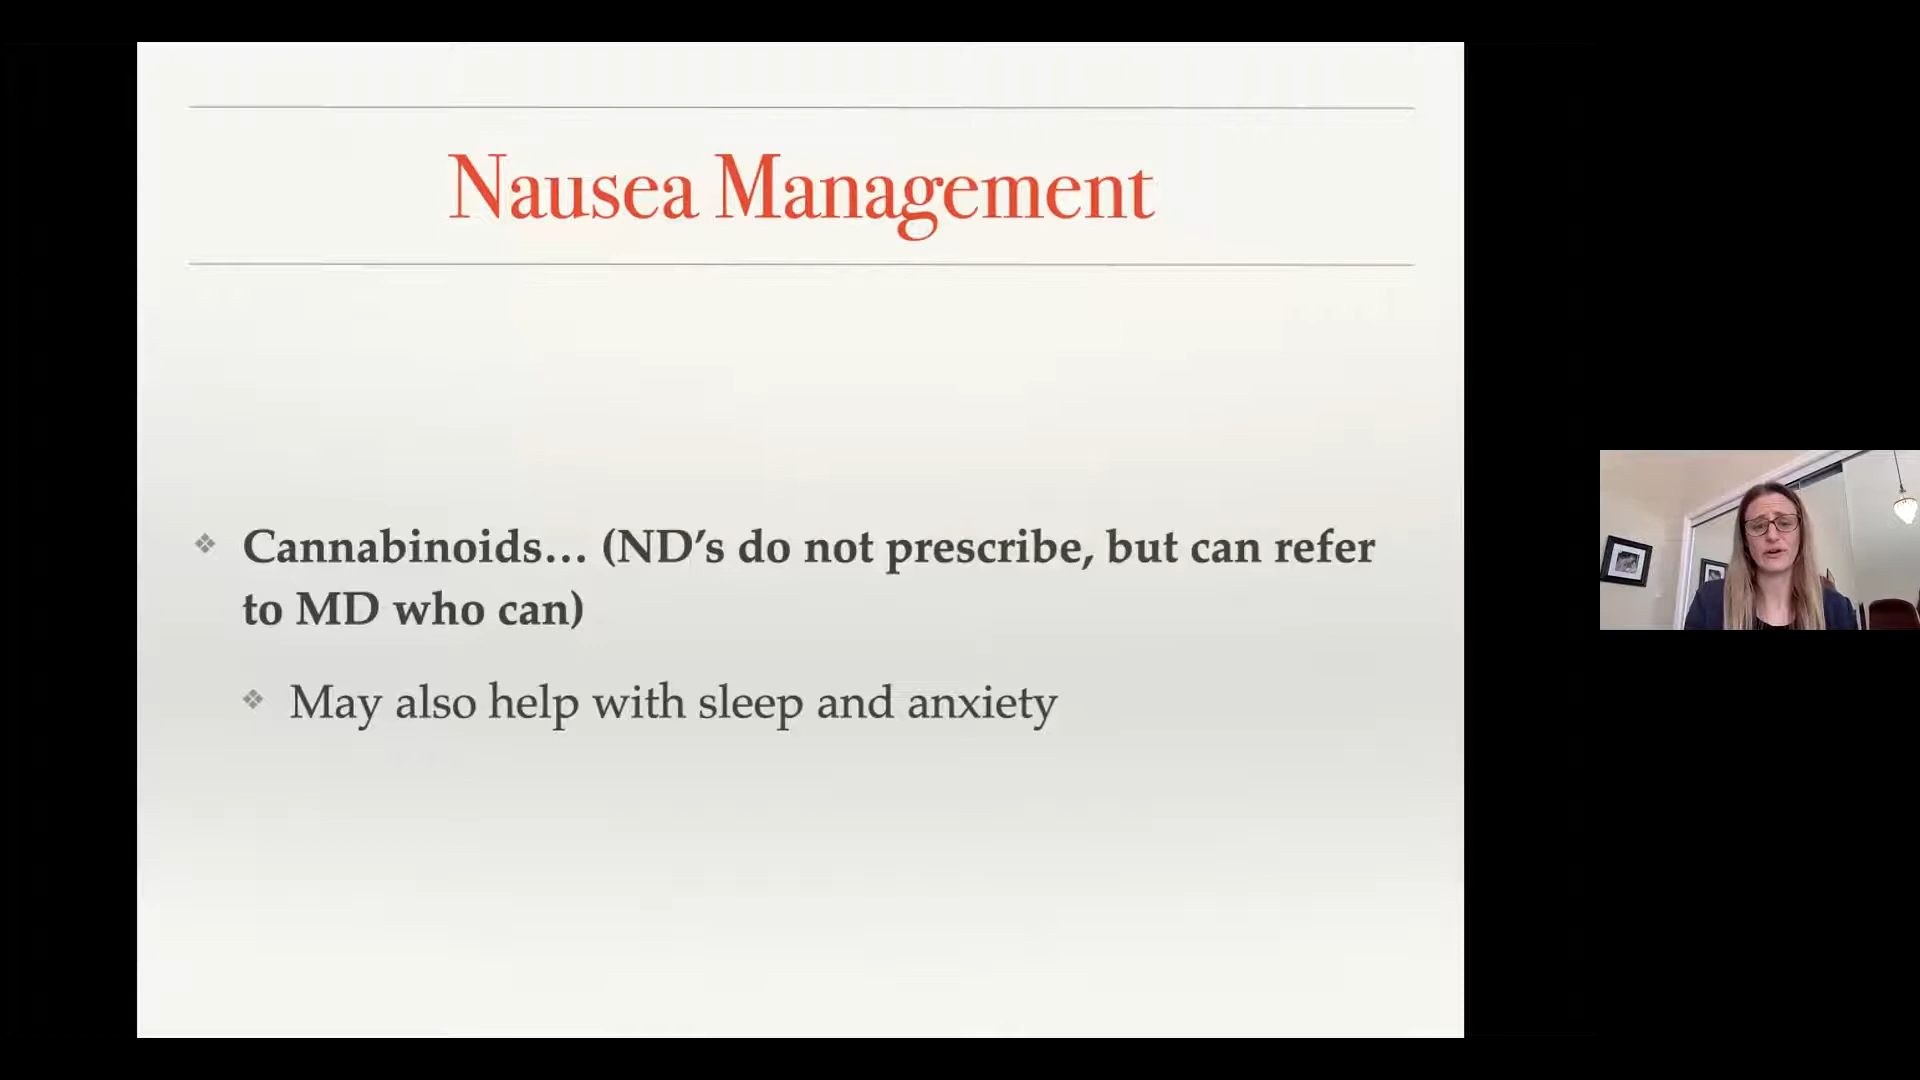 Nausea Management
Cannabinoids… (ND’s do not prescribe, but can refer
to MD who can)
May also help with sleep and anxiety